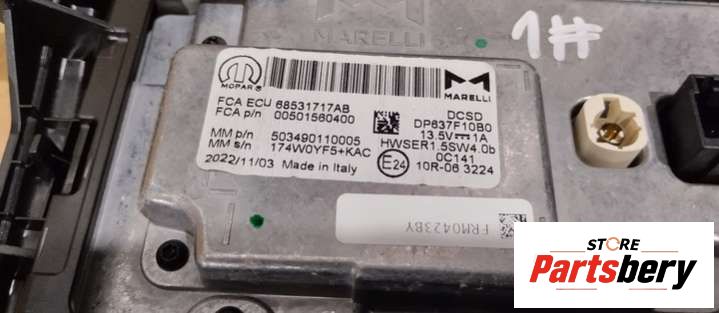 MARELLI
1#
MOPAR®
MARELLI
FCA ECU 68531717AB
FCA p/n 00501560400
MM p/n 503490110005
MM s/n 174W0YF5+KAC
2022/11/03 Made in Italy
DCSD
DP637F10B0
13.5V⎓1A
HWSER1.5SW4.0b
0C141
E24 10R-06 3224
FRM0423BY
STORE
Partsbery